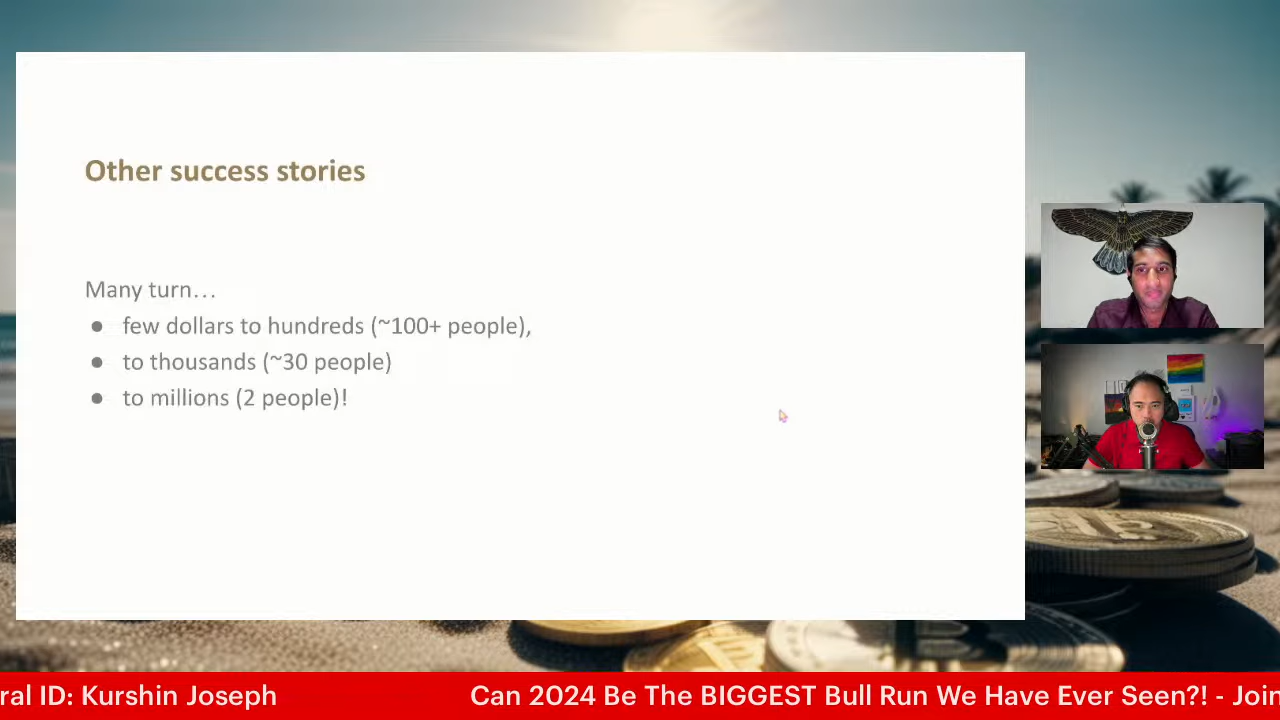 Other success stories
Many turn…
● few dollars to hundreds (~100+ people),
● to thousands (~30 people)
● to millions (2 people)!
ral ID: Kurshin Joseph
Can 2024 Be The BIGGEST Bull Run We Have Ever Seen?! - Join